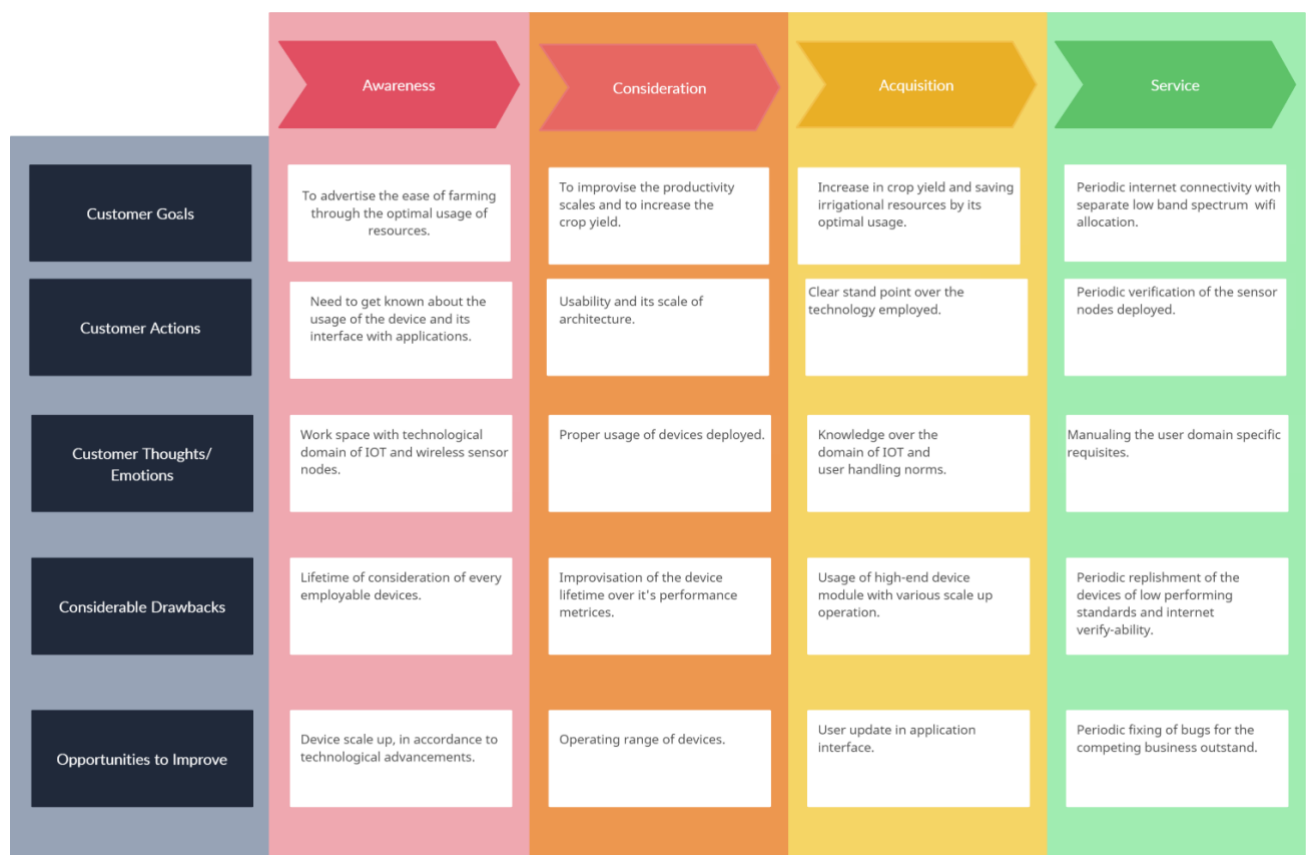 Awareness
Consideration
Acquisition
Service
Customer Goals
To advertise the ease of farming
through the optimal usage of
resources.
To improvise the productivity
scales and to increase the
crop yield.
Increase in crop yield and saving
irrigational resources by its
optimal usage.
Periodic internet connectivity with
separate low band spectrum wifi
allocation.
Customer Actions
Need to get known about the
usage of the device and its
interface with applications.
Usability and its scale of
architecture.
Clear stand point over the
technology employed.
Periodic verification of the sensor
nodes deployed.
Customer Thoughts/
Emotions
Work space with technological
domain of IOT and wireless sensor
nodes.
Proper usage of devices deployed.
Knowledge over the
domain of IOT and
user handling norms.
Manualing the user domain specific
requisites.
Considerable Drawbacks
Lifetime of consideration of every
employable devices.
Improvisation of the device
lifetime over it's performance
metrices.
Usage of high-end device
module with various scale up
operation.
Periodic replishment of the
devices of low performing
standards and internet
verify-ability.
Opportunities to Improve
Device scale up, in accordance to
technological advancements.
Operating range of devices.
User update in application
interface.
Periodic fixing of bugs for the
competing business outstand.